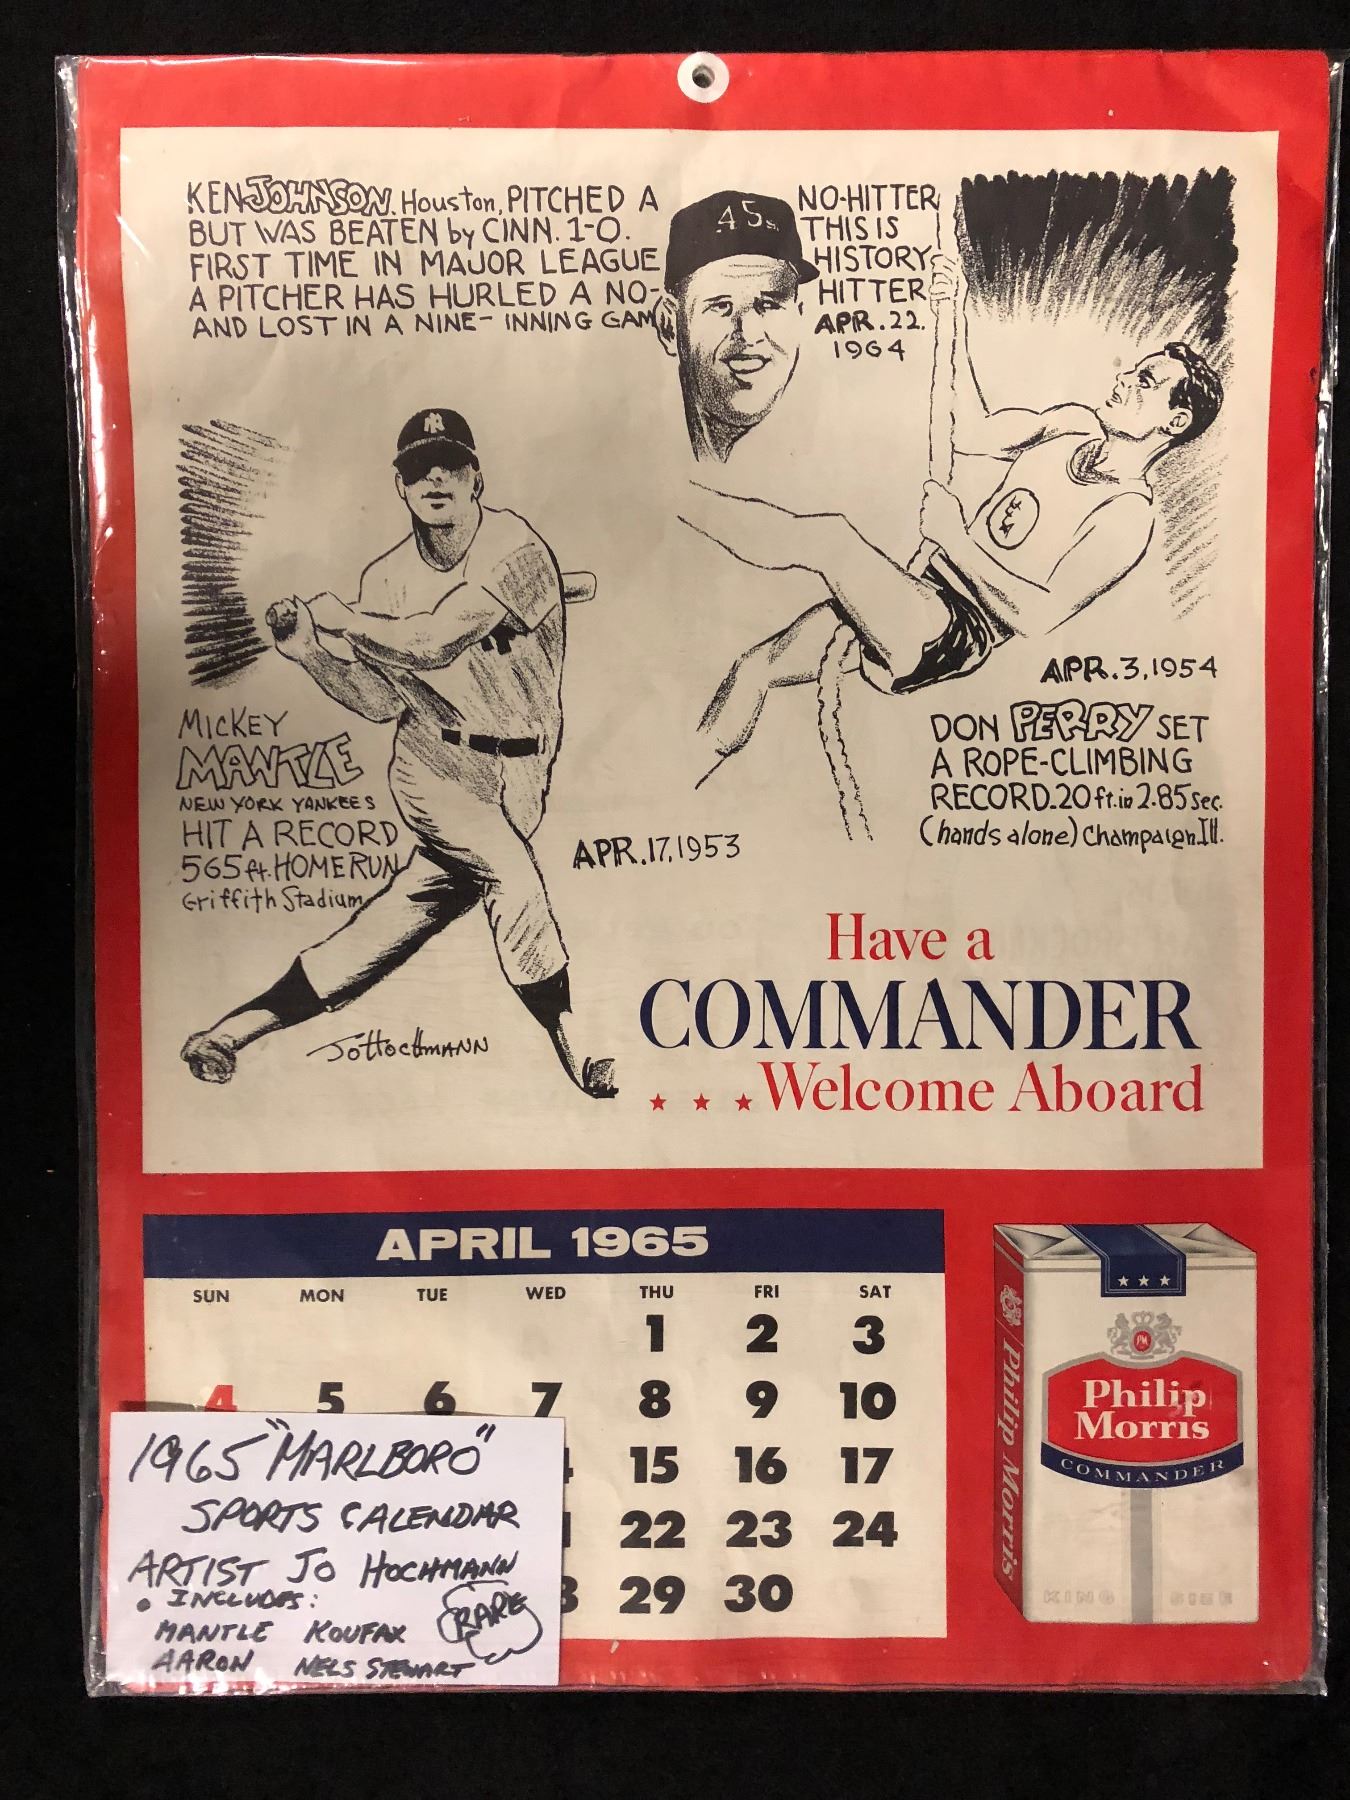 KEN JOHNSON, Houston, PITCHED A NO-HITTER
BUT WAS BEATEN by CINN. 1-0. THIS IS
FIRST TIME IN MAJOR LEAGUE HISTORY
A PITCHER HAS HURLED A NO- HITTER
AND LOST IN A NINE- INNING GAME
APR. 22.
1964
45s
NY
APR. 3, 1954
DON PERRY SET
A ROPE-CLIMBING
RECORD. 20 ft. in 2.85 sec.
(hands alone) Champaign Ill.
MICKEY
MANTLE
NEW YORK YANKEES
HIT A RECORD
565 ft. HOME RUN
Griffith Stadium
APR. 17, 1953
Jo Hochmann
Have a
COMMANDER
...Welcome Aboard
APRIL 1965
SUN MON TUE WED THU FRI SAT
1 2 3
4 5 6 7 8 9 10
15 16 17
22 23 24
29 30
Philip Morris
PM
Philip
Morris
COMMANDER
KING SIZE
1965 "MARLBORO"
SPORTS CALENDAR
ARTIST JO HOCHMANN
• INCLUDES:
MANTLE KOUFAX
AARON NELS STEWART
RARE